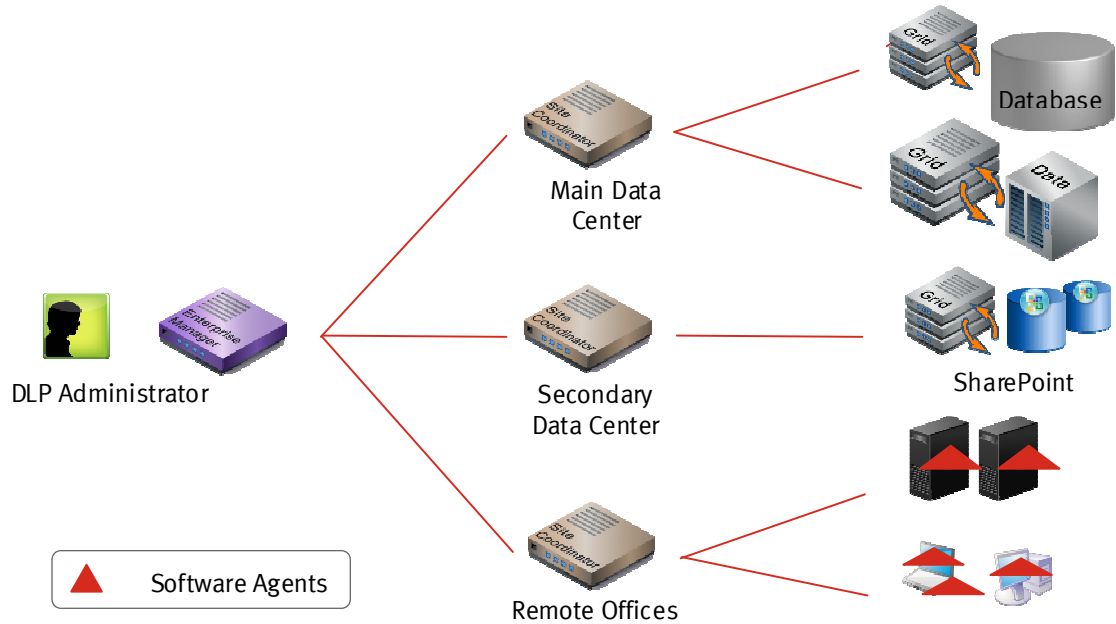 Grid
Database
Site
Coordinator
Main Data
Center
Grid
Data
Enterprise
Manager
DLP Administrator
Site
Coordinator
Secondary
Data Center
Grid
SharePoint
Site
Coordinator
Remote Offices
Software Agents